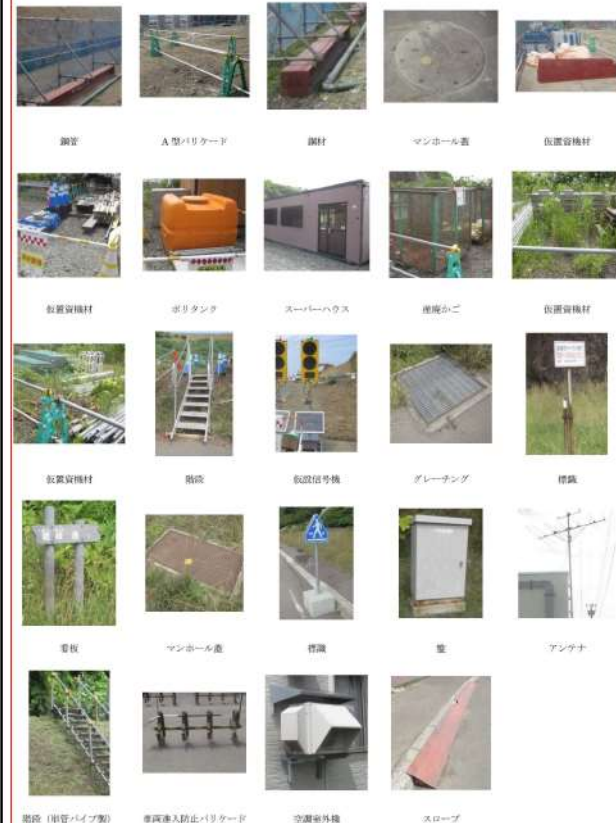 鋼管
A 型バリケード
鋼材
マンホール蓋
仮置資機材
仮置資機材
ポリタンク
スーパーハウス
産廃かご
仮置資機材
仮置資機材
階段
仮設信号機
グレーチング
標識
看板
マンホール蓋
標識
盤
アンテナ
階段（単管パイプ製）
車両進入防止バリケード
空調室外機
スロープ